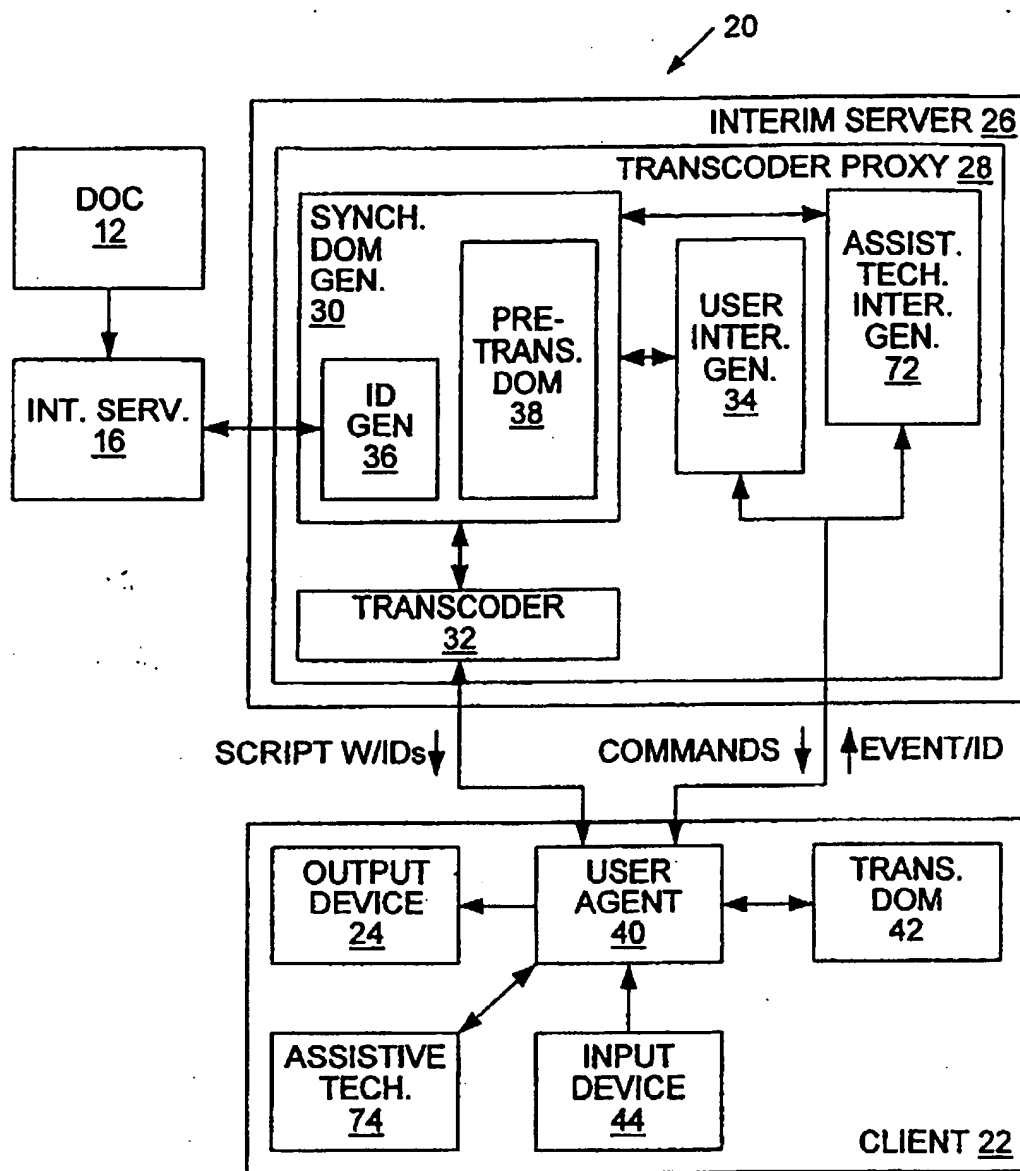 20
INTERIM SERVER 26
TRANSCODER PROXY 28
DOC
12
INT. SERV.
16
SYNCH.
DOM
GEN.
30
ID
GEN
36
PRE-
TRANS.
DOM
38
USER
INTER.
GEN.
34
ASSIST.
TECH.
INTER.
GEN.
72
TRANSCODER
32
SCRIPT W/IDs
COMMANDS
EVENT/ID
OUTPUT
DEVICE
24
USER
AGENT
40
TRANS.
DOM
42
ASSISTIVE
TECH.
74
INPUT
DEVICE
44
CLIENT 22